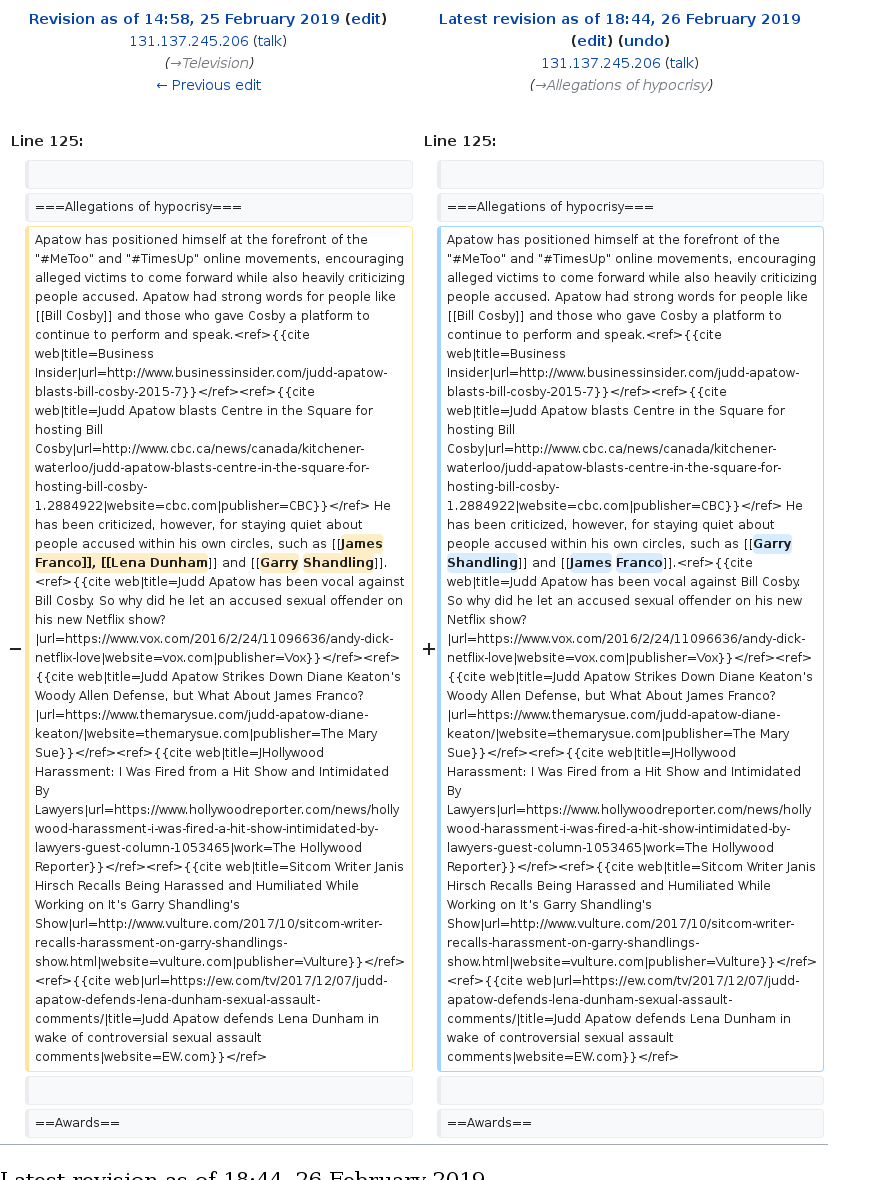 Revision as of 14:58, 25 February 2019 (edit)
131.137.245.206 (talk)
(→Television)
← Previous edit
Latest revision as of 18:44, 26 February 2019
(edit) (undo)
131.137.245.206 (talk)
(→Allegations of hypocrisy)
Line 125:
===Allegations of hypocrisy===
− Apatow has positioned himself at the forefront of the
"#MeToo" and "#TimesUp" online movements, encouraging
alleged victims to come forward while also heavily criticizing
people accused. Apatow had strong words for people like
[[Bill Cosby]] and those who gave Cosby a platform to
continue to perform and speak.<ref>{{cite
web|title=Business
Insider|url=http://www.businessinsider.com/judd-apatow-
blasts-bill-cosby-2015-7}}</ref><ref>{{cite
web|title=Judd Apatow blasts Centre in the Square for
hosting Bill
Cosby|url=http://www.cbc.ca/news/canada/kitchener-
waterloo/judd-apatow-blasts-centre-in-the-square-for-
hosting-bill-cosby-
1.2884922|website=cbc.com|publisher=CBC}}</ref> He
has been criticized, however, for staying quiet about
people accused within his own circles, such as [[James
Franco]], [[Lena Dunham]] and [[Garry Shandling]].
<ref>{{cite web|title=Judd Apatow has been vocal against
Bill Cosby. So why did he let an accused sexual offender on
his new Netflix show?
|url=https://www.vox.com/2016/2/24/11096636/andy-dick-
netflix-love|website=vox.com|publisher=Vox}}</ref><ref>
{{cite web|title=Judd Apatow Strikes Down Diane Keaton's
Woody Allen Defense, but What About James Franco?
|url=https://www.themarysue.com/judd-apatow-diane-
keaton/|website=themarysue.com|publisher=The Mary
Sue}}</ref><ref>{{cite web|title=JHollywood
Harassment: I Was Fired from a Hit Show and Intimidated
By
Lawyers|url=https://www.hollywoodreporter.com/news/holly
wood-harassment-i-was-fired-a-hit-show-intimidated-by-
lawyers-guest-column-1053465|work=The Hollywood
Reporter}}</ref><ref>{{cite web|title=Sitcom Writer Janis
Hirsch Recalls Being Harassed and Humiliated While
Working on It's Garry Shandling's
Show|url=http://www.vulture.com/2017/10/sitcom-writer-
recalls-harassment-on-garry-shandlings-
show.html|website=vulture.com|publisher=Vulture}}</ref>
<ref>{{cite web|url=https://ew.com/tv/2017/12/07/judd-
apatow-defends-lena-dunham-sexual-assault-
comments/|title=Judd Apatow defends Lena Dunham in
wake of controversial sexual assault
comments|website=EW.com}}</ref>
==Awards==
Line 125:
===Allegations of hypocrisy===
+ Apatow has positioned himself at the forefront of the
"#MeToo" and "#TimesUp" online movements, encouraging
alleged victims to come forward while also heavily criticizing
people accused. Apatow had strong words for people like
[[Bill Cosby]] and those who gave Cosby a platform to
continue to perform and speak.<ref>{{cite
web|title=Business
Insider|url=http://www.businessinsider.com/judd-apatow-
blasts-bill-cosby-2015-7}}</ref><ref>{{cite
web|title=Judd Apatow blasts Centre in the Square for
hosting Bill
Cosby|url=http://www.cbc.ca/news/canada/kitchener-
waterloo/judd-apatow-blasts-centre-in-the-square-for-
hosting-bill-cosby-
1.2884922|website=cbc.com|publisher=CBC}}</ref> He
has been criticized, however, for staying quiet about
people accused within his own circles, such as [[Garry
Shandling]] and [[James Franco]].<ref>{{cite
web|title=Judd Apatow has been vocal against Bill Cosby.
So why did he let an accused sexual offender on his new
Netflix show?
|url=https://www.vox.com/2016/2/24/11096636/andy-dick-
netflix-love|website=vox.com|publisher=Vox}}</ref><ref>
{{cite web|title=Judd Apatow Strikes Down Diane Keaton's
Woody Allen Defense, but What About James Franco?
|url=https://www.themarysue.com/judd-apatow-diane-
keaton/|website=themarysue.com|publisher=The Mary
Sue}}</ref><ref>{{cite web|title=JHollywood
Harassment: I Was Fired from a Hit Show and Intimidated
By
Lawyers|url=https://www.hollywoodreporter.com/news/holly
wood-harassment-i-was-fired-a-hit-show-intimidated-by-
lawyers-guest-column-1053465|work=The Hollywood
Reporter}}</ref><ref>{{cite web|title=Sitcom Writer Janis
Hirsch Recalls Being Harassed and Humiliated While
Working on It's Garry Shandling's
Show|url=http://www.vulture.com/2017/10/sitcom-writer-
recalls-harassment-on-garry-shandlings-
show.html|website=vulture.com|publisher=Vulture}}</ref>
<ref>{{cite web|url=https://ew.com/tv/2017/12/07/judd-
apatow-defends-lena-dunham-sexual-assault-
comments/|title=Judd Apatow defends Lena Dunham in
wake of controversial sexual assault
comments|website=EW.com}}</ref>
==Awards==
Latest revision as of 18:44, 26 February 2019